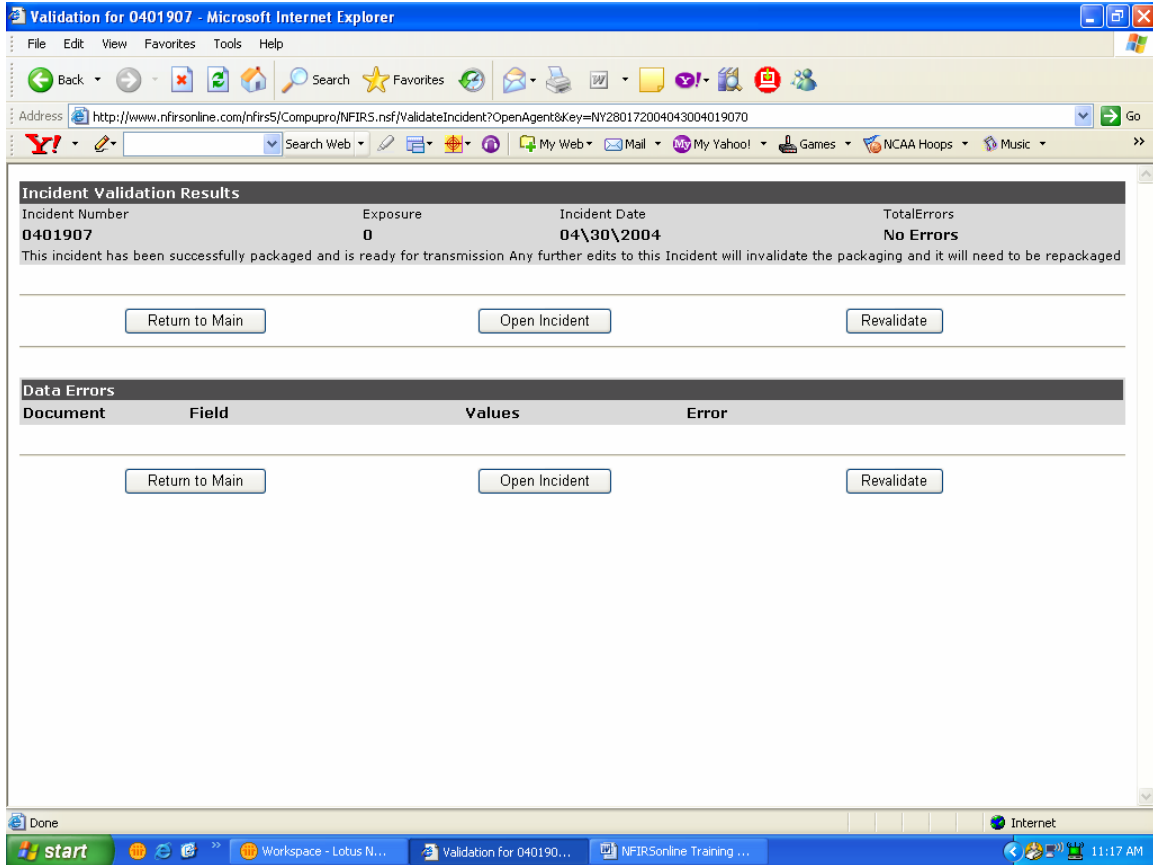 Validation for 0401907 - Microsoft Internet Explorer
File Edit View Favorites Tools Help
Back Search Favorites
Address http://www.nfirsonline.com/nfirs5/Compupro/NFIRS.nsf/ValidateIncident?OpenAgent&Key=NY280172004043004019070 Go
Y! Search Web My Web Mail My Yahoo! Games NCAA Hoops Music »
Incident Validation Results
Incident Number Exposure Incident Date TotalErrors
0401907 0 04\30\2004 No Errors
This incident has been successfully packaged and is ready for transmission Any further edits to this Incident will invalidate the packaging and it will need to be repackaged
Return to Main Open Incident Revalidate
Data Errors
Document Field Values Error
Return to Main Open Incident Revalidate
Done Internet
start » Workspace - Lotus N... Validation for 040190... NFIRSonline Training ... 11:17 AM